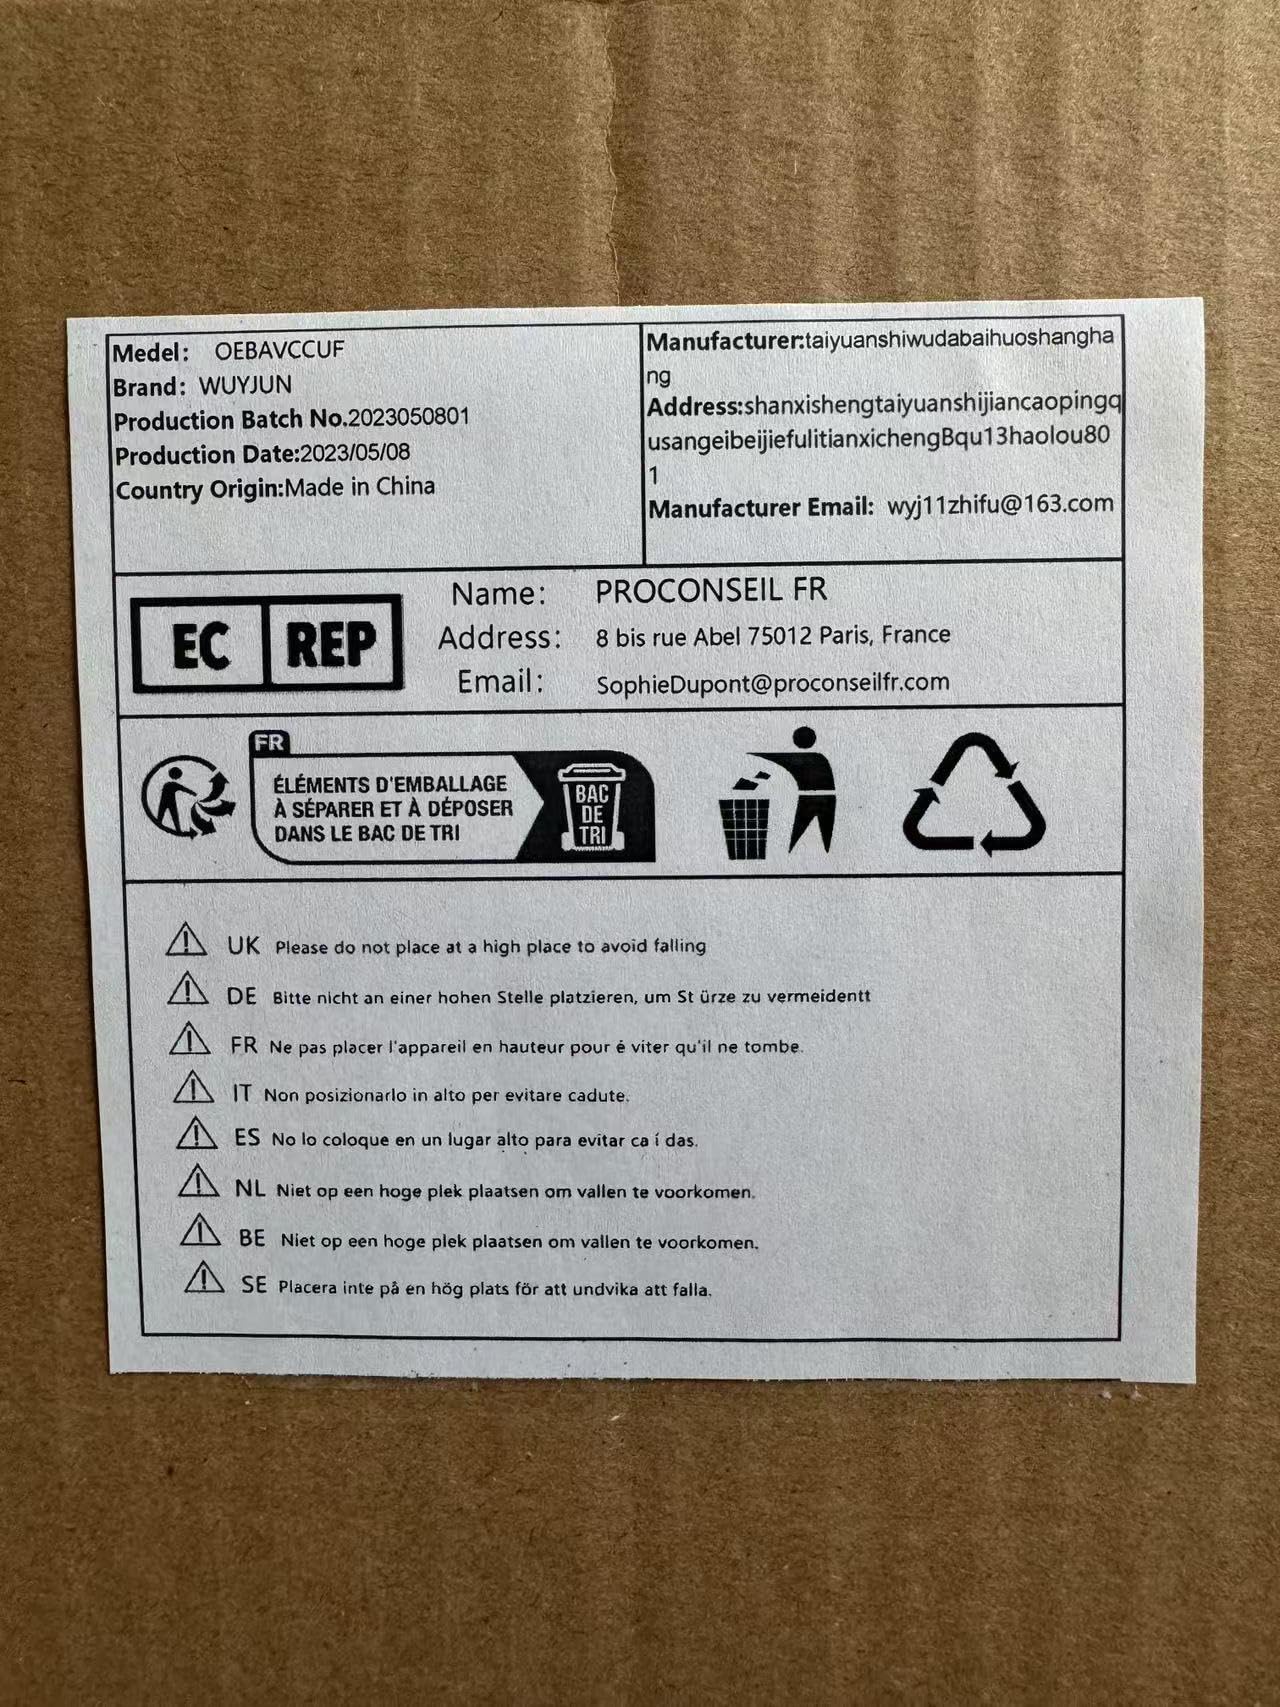 Medel: OEBAVCCUF
Brand: WUYJUN
Production Batch No.2023050801
Production Date:2023/05/08
Country Origin:Made in China
Manufacturer:taiyuanshiwudabaihuoshangha
ng
Address:shanxishengtaiyuanshijiancaopingq
usangeibeijiefulitianxichengBqu13haolou80
1
Manufacturer Email: wyj11zhifu@163.com
EC REP
Name: PROCONSEIL FR
Address: 8 bis rue Abel 75012 Paris, France
Email: SophieDupont@proconseilfr.com
FR
ÉLÉMENTS D'EMBALLAGE
À SÉPARER ET À DÉPOSER
DANS LE BAC DE TRI
BAC
DE
TRI
UK Please do not place at a high place to avoid falling
DE Bitte nicht an einer hohen Stelle platzieren, um St ürze zu vermeidentt
FR Ne pas placer l'appareil en hauteur pour é viter qu'il ne tombe.
IT Non posizionarlo in alto per evitare cadute.
ES No lo coloque en un lugar alto para evitar ca í das.
NL Niet op een hoge plek plaatsen om vallen te voorkomen.
BE Niet op een hoge plek plaatsen om vallen te voorkomen.
SE Placera inte på en hög plats för att undvika att falla.